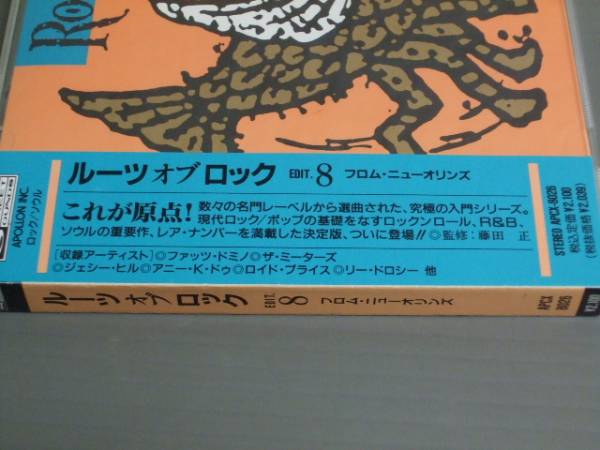 Ro
ルーツ オブ ロック EDIT. 8 フロム・ニューオリンズ
これが原点! 数々の名門レーベルから選曲された、究極の入門シリーズ。
現代ロック/ポップの基礎をなすロックンロール、R&B、
ソウルの重要作、レア・ナンバーを満載した決定版、ついに登場!! ◎監修:藤田 正
[収録アーティスト]◎ファッツ・ドミノ◎ザ・ミーターズ
◎ジェシー・ヒル◎アニー・K・ドゥ◎ロイド・プライス◎リー・ドロシー 他
APOLLON INC.
ロック/ソウル
STEREO APCX-8026
税込定価¥2,100
(税抜価格¥2,039)
ルーツ オブ ロック EDIT. 8 フロム・ニューオリンズ
APCX
8026